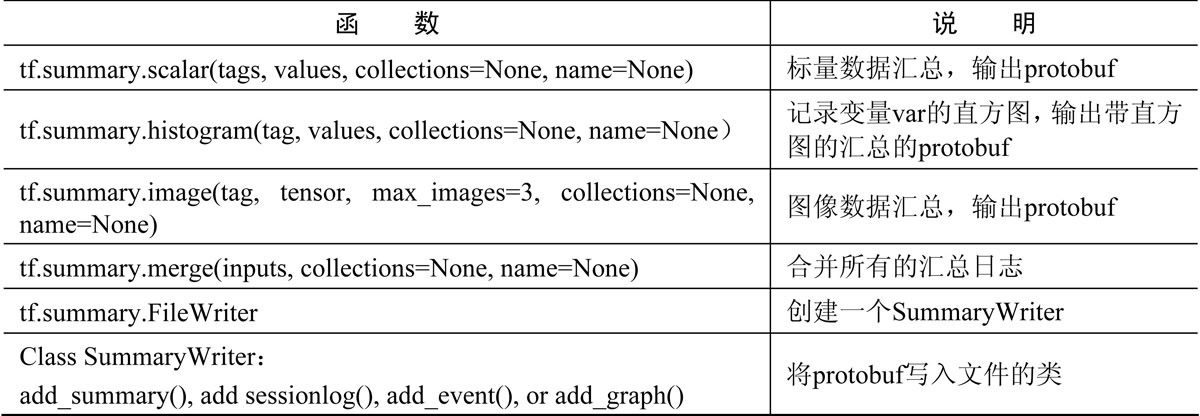 函 数 说 明
tf.summary.scalar(tags, values, collections=None, name=None) 标量数据汇总，输出protobuf
tf.summary.histogram(tag, values, collections=None, name=None） 记录变量var的直方图，输出带直方
图的汇总的protobuf
tf.summary.image(tag, tensor, max_images=3, collections=None,
name=None)
图像数据汇总，输出protobuf
tf.summary.merge(inputs, collections=None, name=None) 合并所有的汇总日志
tf.summary.FileWriter 创建一个SummaryWriter
Class SummaryWriter：
add_summary(), add sessionlog(), add_event(), or add_graph()
将protobuf写入文件的类